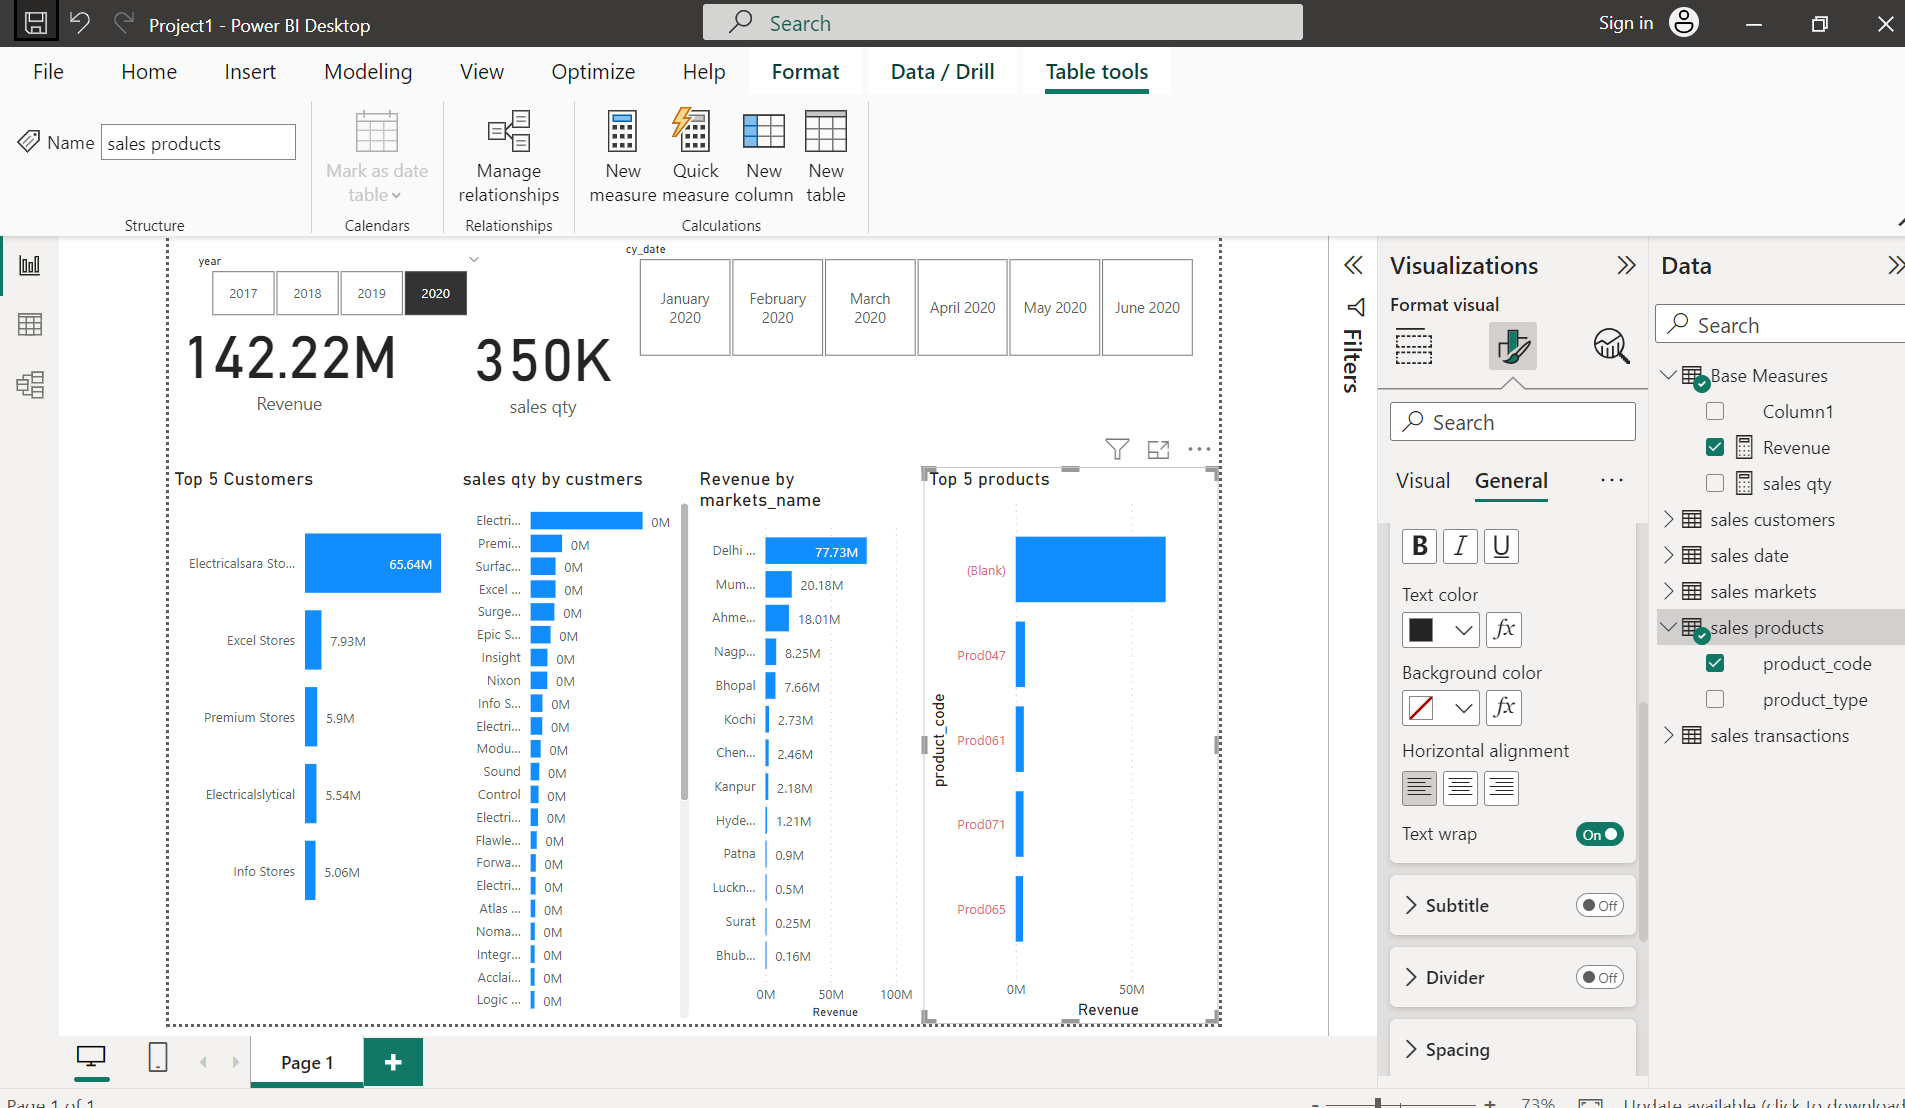 Project1 - Power BI Desktop
Search
Sign in
File
Home
Insert
Modeling
View
Optimize
Help
Format
Data / Drill
Table tools
Name
sales products
Structure
Mark as date
table
Calendars
Manage
relationships
Relationships
New
measure
Quick
measure
New
column
New
table
Calculations
year
2017
2018
2019
2020
142.22M
Revenue
350K
sales qty
cy_date
January
2020
February
2020
March
2020
April 2020
May 2020
June 2020
Top 5 Customers
Electricalsara Sto...
65.64M
Excel Stores
7.93M
Premium Stores
5.9M
Electricalslytical
5.54M
Info Stores
5.06M
sales qty by custmers
Electri...
0M
Premi...
0M
Surfac...
0M
Excel ...
0M
Surge...
0M
Epic S...
0M
Insight
0M
Nixon
0M
Info S...
0M
Electri...
0M
Modu...
0M
Sound
0M
Control
0M
Electri...
0M
Flawle...
0M
Forwa...
0M
Electri...
0M
Atlas ...
0M
Noma...
0M
Integr...
0M
Acclai...
0M
Logic ...
0M
Revenue by
markets_name
Delhi ...
77.73M
Mum...
20.18M
Ahme...
18.01M
Nagp...
8.25M
Bhopal
7.66M
Kochi
2.73M
Chen...
2.46M
Kanpur
2.18M
Hyde...
1.21M
Patna
0.9M
Luckn...
0.5M
Surat
0.25M
Bhub...
0.16M
0M
50M
100M
Revenue
Top 5 products
product_code
(Blank)
Prod047
Prod061
Prod071
Prod065
0M
50M
Revenue
Filters
Visualizations
Format visual
Search
Visual
General
B
I
U
Text color
fx
Background color
fx
Horizontal alignment
Text wrap
On
Subtitle
Off
Divider
Off
Spacing
Data
Search
Base Measures
Column1
Revenue
sales qty
sales customers
sales date
sales markets
sales products
product_code
product_type
sales transactions
Page 1
Page 1 of 1
73%
Update available (click to download